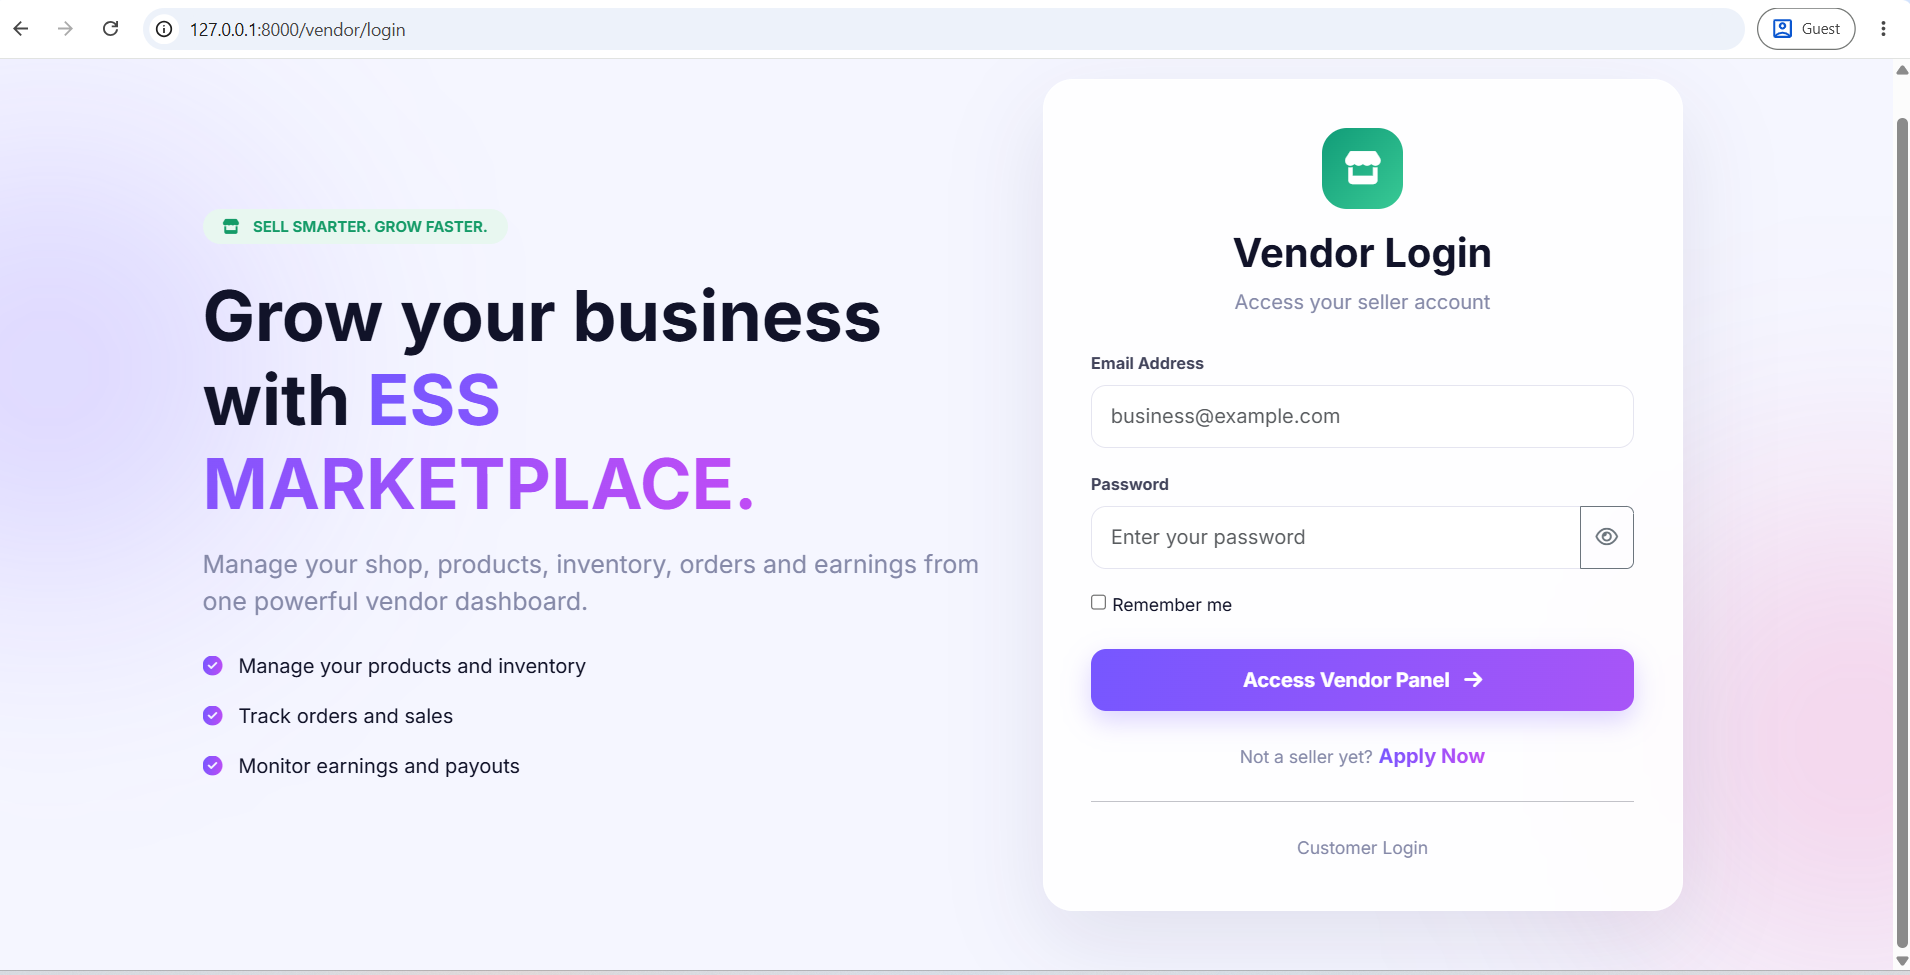 127.0.0.1:8000/vendor/login
Guest
SELL SMARTER. GROW FASTER.
Grow your business
with ESS
MARKETPLACE.
Manage your shop, products, inventory, orders and earnings from
one powerful vendor dashboard.
Manage your products and inventory
Track orders and sales
Monitor earnings and payouts
Vendor Login
Access your seller account
Email Address
business@example.com
Password
Enter your password
Remember me
Access Vendor Panel
Not a seller yet? Apply Now
Customer Login